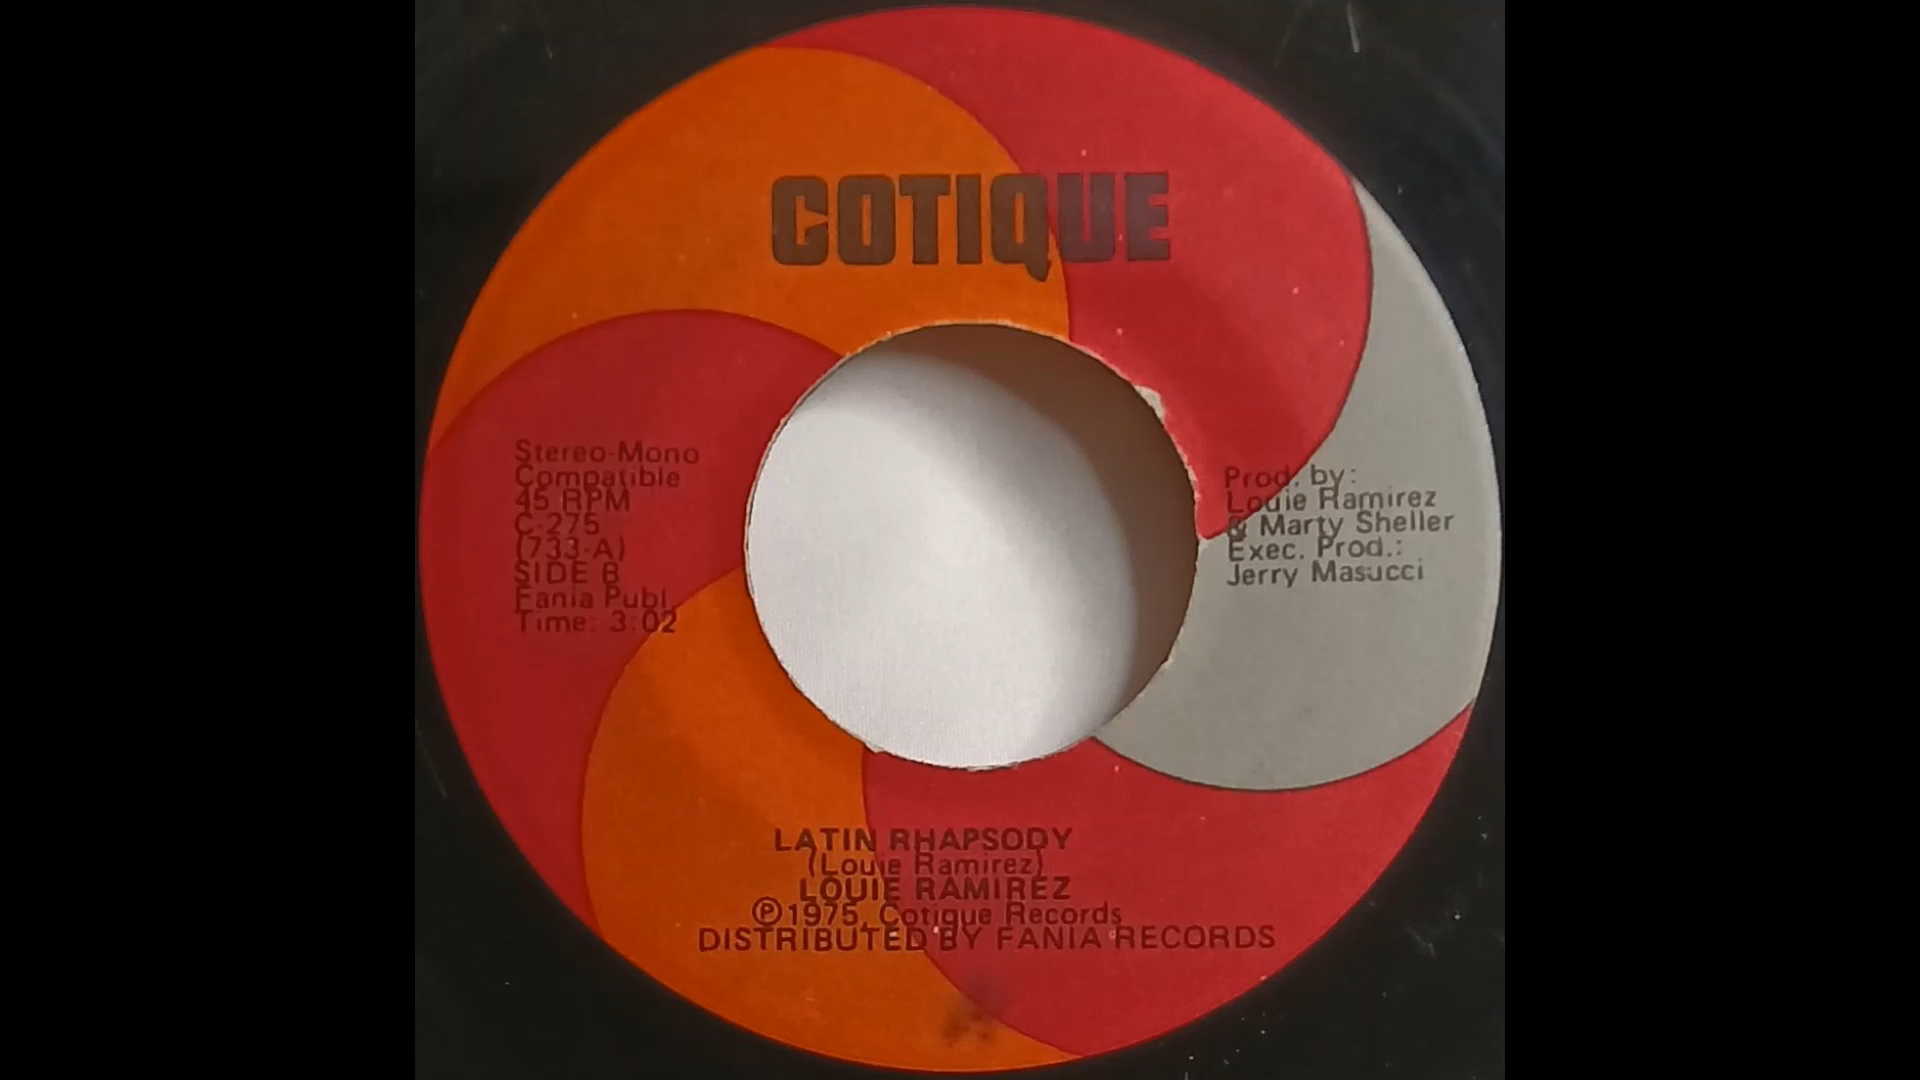 COTIQUE
Stereo-Mono
Compatible
45 RPM
C-275
(733-A)
SIDE B
Fania Publ.
Time: 3:02
Prod. by:
Louie Ramirez
& Marty Sheller
Exec. Prod.:
Jerry Masucci
LATIN RHAPSODY
(Louie Ramirez)
LOUIE RAMIREZ
Ⓟ1975, Cotique Records
DISTRIBUTED BY FANIA RECORDS